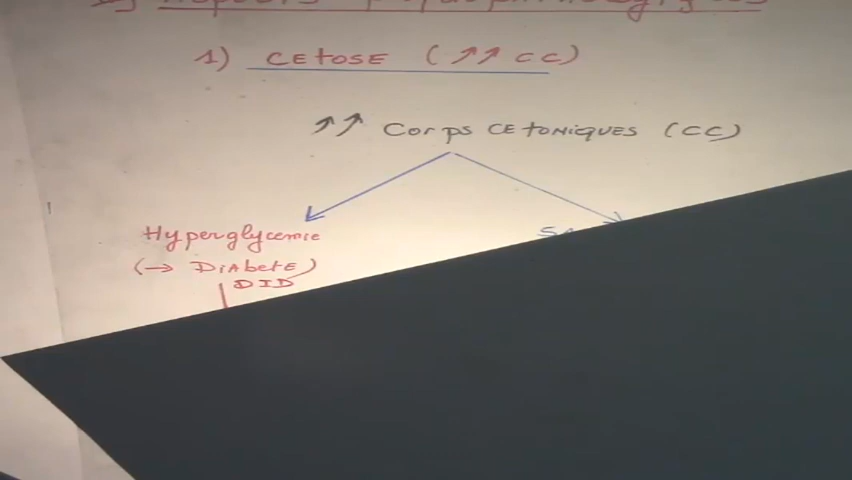 1) CETOSE (↗↗ CC)
↗↗ Corps CETONIQUES (CC)
Hyperglycemie
(→ DiAbete)
DID